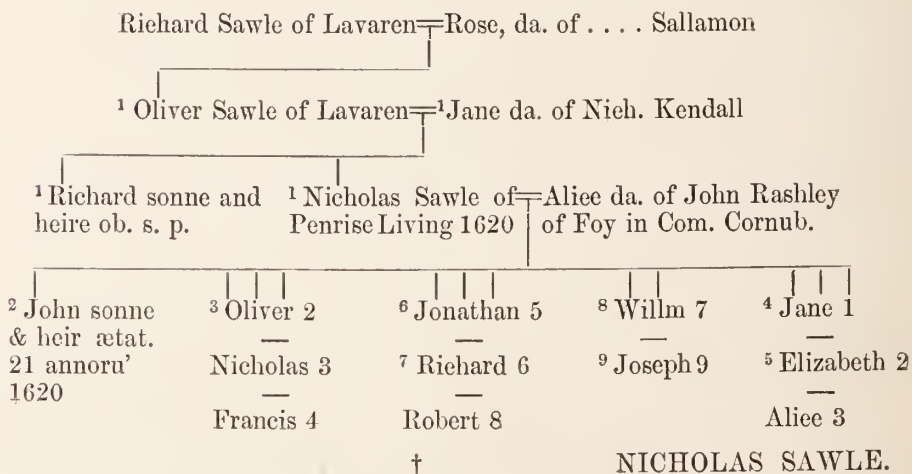 Richard Sawle of Lavaren Rose, da. of . . . . Sallamon
¹ Oliver Sawle of Lavaren ¹ Jane da. of Nich. Kendall
¹ Richard sonne and ¹ Nicholas Sawle of Alice da. of John Rashley
heire ob. s. p. Penrise Living 1620 of Foy in Com. Cornub.
² John sonne ³ Oliver 2 ⁶ Jonathan 5 ⁸ Willm 7 ⁴ Jane 1
& heir ætat.
21 annoru' Nicholas 3 ⁷ Richard 6 ⁹ Joseph 9 ⁵ Elizabeth 2
1620
Francis 4 Robert 8 Alice 3
† NICHOLAS SAWLE.